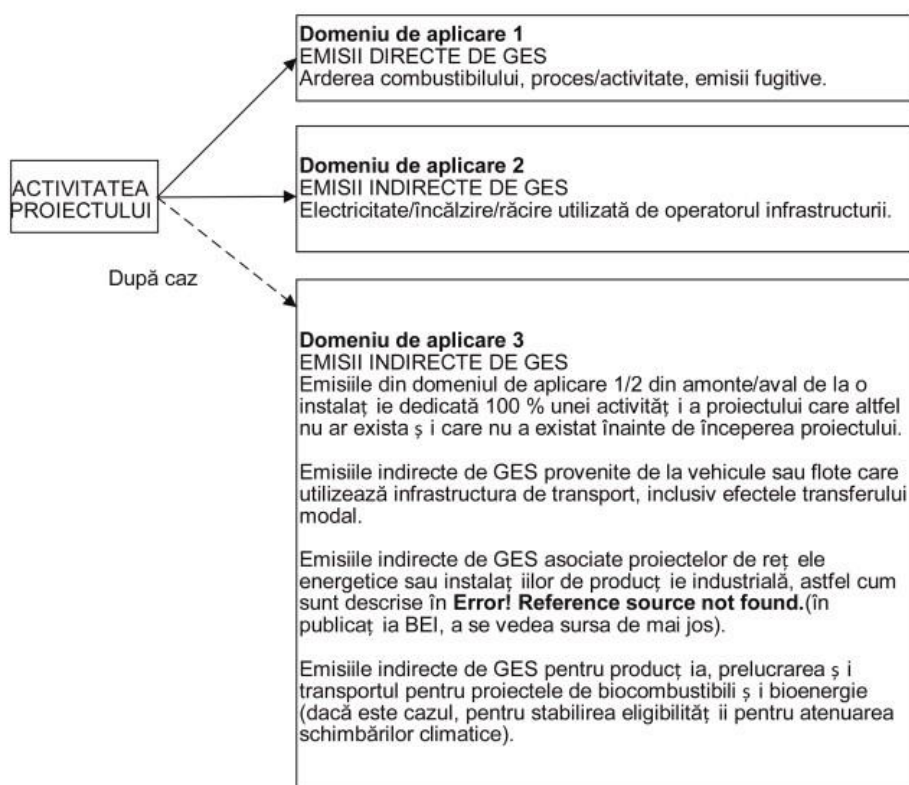 Domeniu de aplicare 1
EMISII DIRECTE DE GES
Arderea combustibilului, proces/activitate, emisii fugitive.
ACTIVITATEA
PROIECTULUI
Domeniu de aplicare 2
EMISII INDIRECTE DE GES
Electricitate/încălzire/răcire utilizată de operatorul infrastructurii.
După caz
Domeniu de aplicare 3
EMISII INDIRECTE DE GES
Emisiile din domeniul de aplicare 1/2 din amonte/aval de la o
instalaț ie dedicată 100 % unei activităț i a proiectului care altfel
nu ar exista ș i care nu a existat înainte de începerea proiectului.
Emisiile indirecte de GES provenite de la vehicule sau flote care
utilizează infrastructura de transport, inclusiv efectele transferului
modal.
Emisiile indirecte de GES asociate proiectelor de reț ele
energetice sau instalaț iilor de producț ie industrială, astfel cum
sunt descrise în Error! Reference source not found.(în
publicaț ia BEI, a se vedea sursa de mai jos).
Emisiile indirecte de GES pentru producț ia, prelucrarea ș i
transportul pentru proiectele de biocombustibili ș i bioenergie
(dacă este cazul, pentru stabilirea eligibilităț ii pentru atenuarea
schimbărilor climatice).